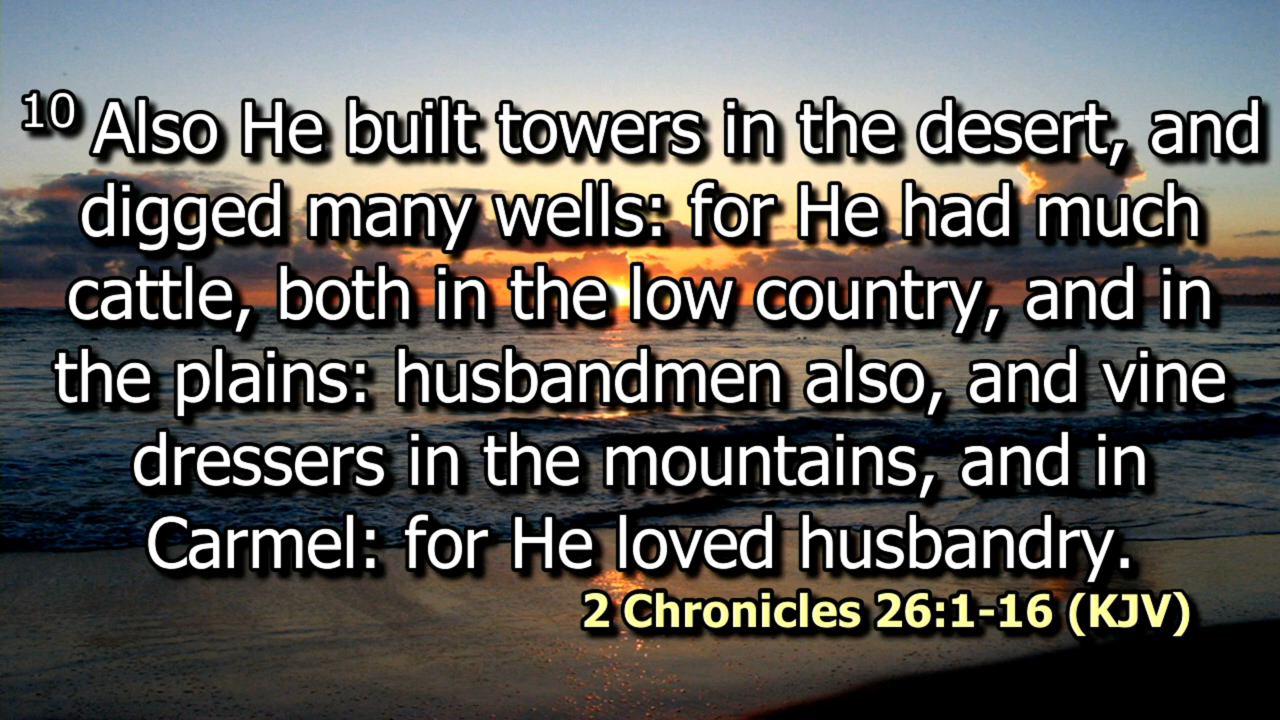 10 Also He built towers in the desert, and
digged many wells: for He had much
cattle, both in the low country, and in
the plains: husbandmen also, and vine
dressers in the mountains, and in
Carmel: for He loved husbandry.
2 Chronicles 26:1-16 (KJV)